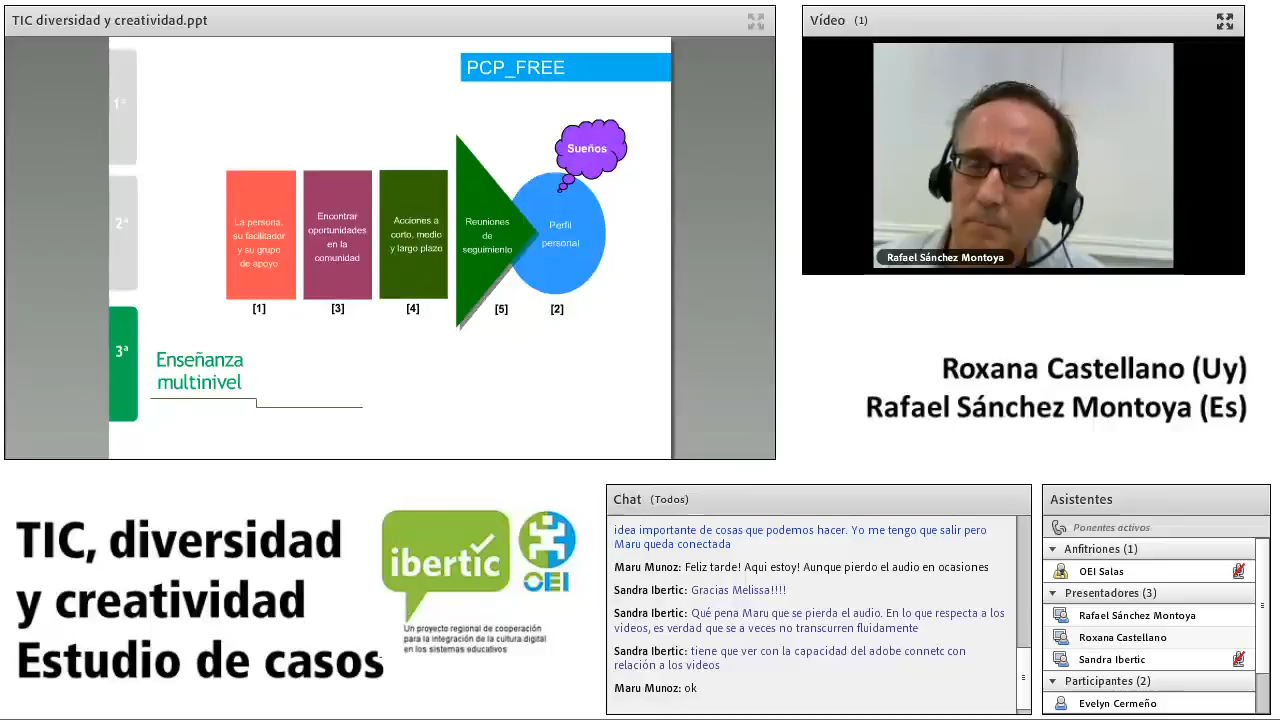 TIC diversidad y creatividad.ppt
PCP_FREE
1ª
2ª
3ª
Sueños
La persona,
su facilitador
y su grupo
de apoyo
[1]
Encontrar
oportunidades
en la
comunidad
[3]
Acciones a
corto, medio
y largo plazo
[4]
Reuniones
de
seguimiento
[5]
Perfil
personal
[2]
Enseñanza
multinivel
Vídeo (1)
Rafael Sánchez Montoya
Roxana Castellano (Uy)
Rafael Sánchez Montoya (Es)
TIC, diversidad
y creatividad
Estudio de casos
ibertic
OEI
Un proyecto regional de cooperación
para la integración de la cultura digital
en los sistemas educativos
Chat (Todos)
idea importante de cosas que podemos hacer. Yo me tengo que salir pero
Maru queda conectada
Maru Munoz: Feliz tarde! Aqui estoy! Aunque pierdo el audio en ocasiones
Sandra Ibertic: Gracias Melissa!!!!
Sandra Ibertic: Qué pena Maru que se pierda el udio. En lo que respecta a los
videos, es verdad que se a veces no transcurren fluidamente
Sandra Ibertic: tiene que ver con la capacidad del adobe connetc con
relación a los videos
Maru Munoz: ok
Asistentes
Ponentes activos
Anfitriones (1)
OEI Salas
Presentadores (3)
Rafael Sánchez Montoya
Roxana Castellano
Sandra Ibertic
Participantes (2)
Evelyn Cermeño